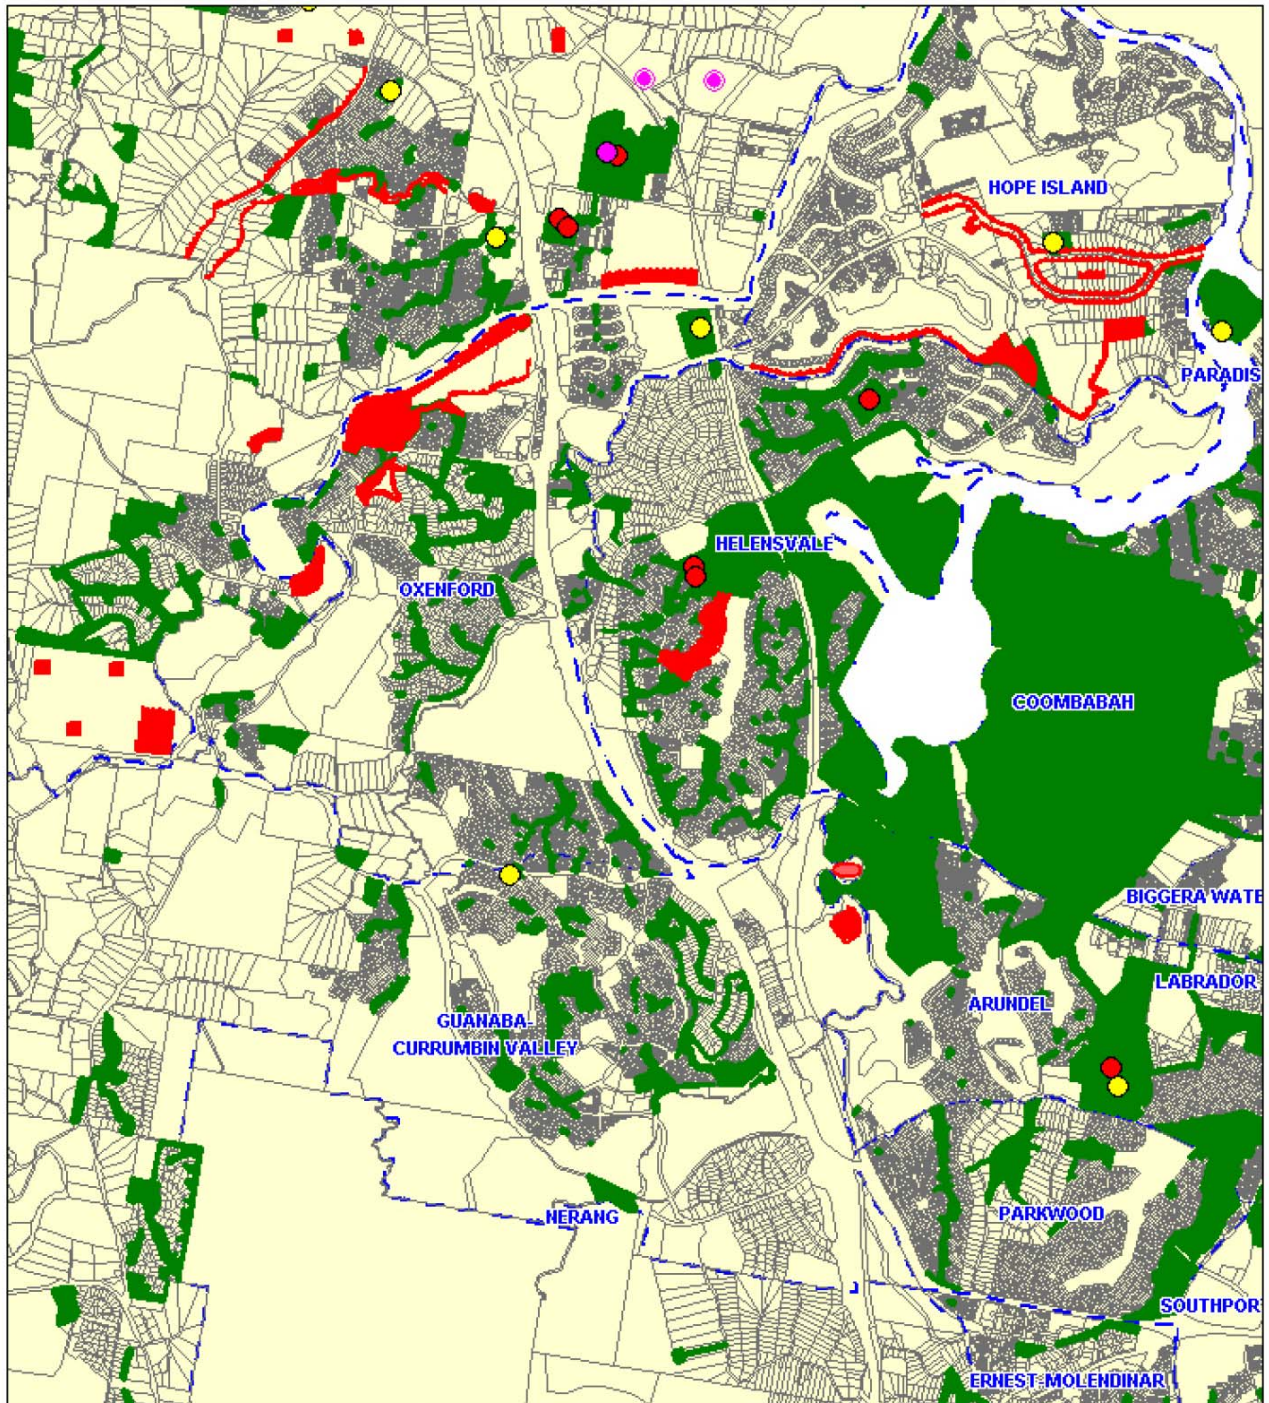 HOPE ISLAND
PARADIS
HELENSVALE
OXENFORD
COOMBABAH
BIGGERA WATE
LABRADOR
ARUNDEL
GUANABA-
CURRUMBIN VALLEY
NERANG
PARKWOOD
SOUTHPOR
ERNEST-MOLENDINAR